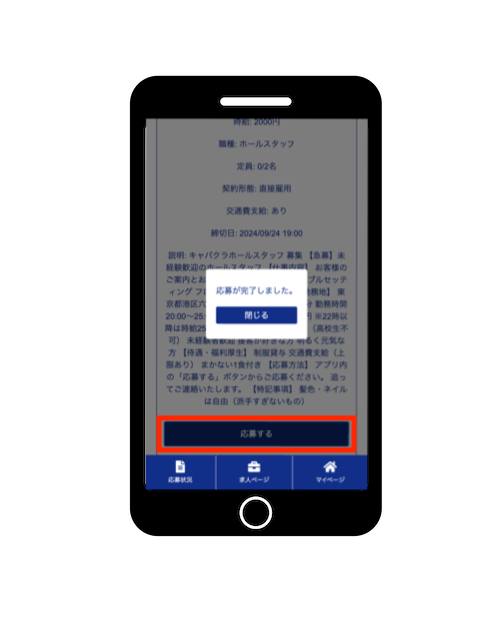 時給: 2000円
職種: ホールスタッフ
定員: 0/2名
契約形態: 直接雇用
交通費支給: あり
締切日: 2024/09/24 19:00
説明: キャバクラホールスタッフ 募集 【急募】未
経験歓迎のホールスタッフ 【仕事内容】 お客様の
ご案内とお
ブルセッテ
ィング フロ
務地】 東
応募が完了しました。
京都港区六
分 勤務時間
20:00〜25:
円 ※22時以
閉じる
降は時給25
(高校生不
可) 未経験者歓迎 接客が好きな方 明るく元気な
方 【待遇・福利厚生】 制服貸与 交通費支給（上
限あり） まかない1食付き 【応募方法】 アプリ内
の「応募する」ボタンからご応募ください。 追っ
てご連絡いたします。 【特記事項】 髪色・ネイル
は自由（派手すぎないもの）
応募する
応募状況
求人ページ
マイページ